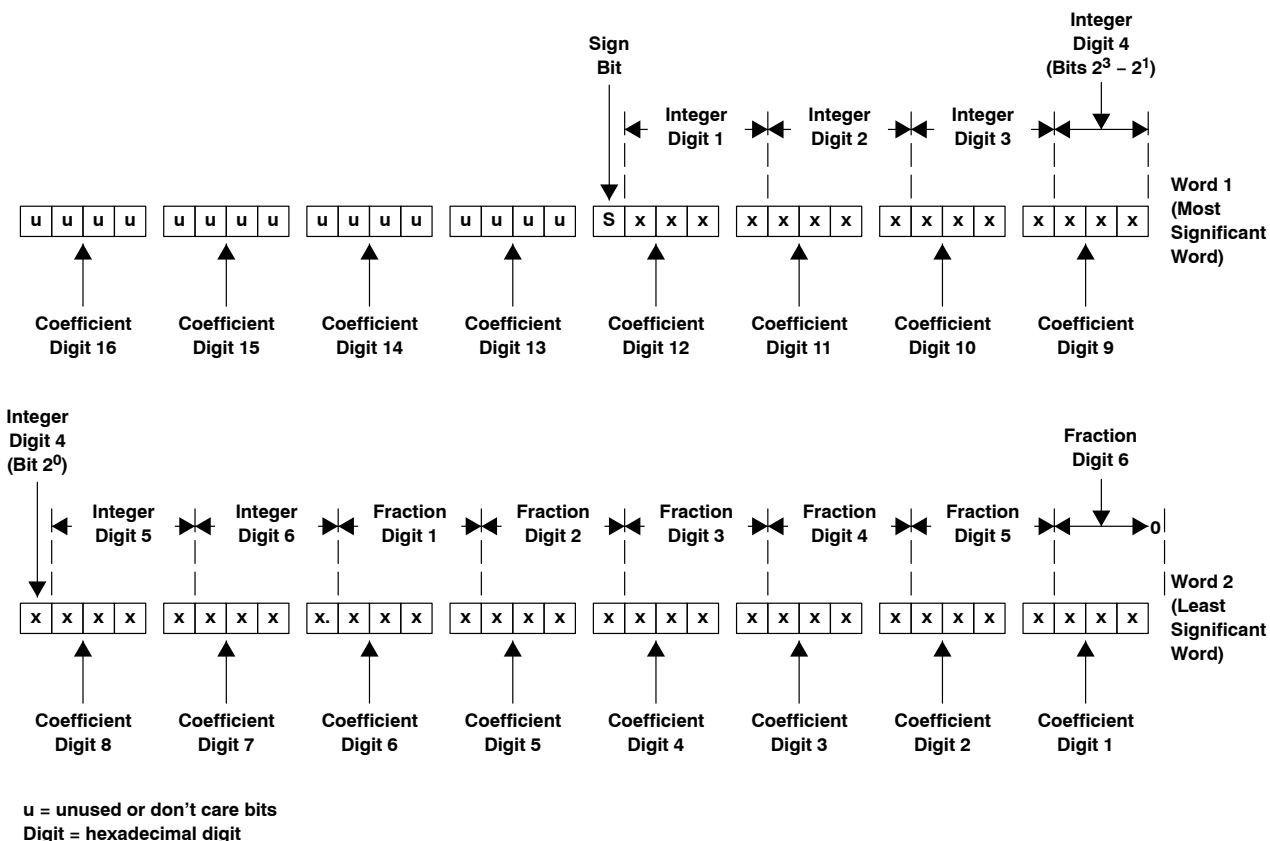 Sign
Bit
Integer
Digit 4
(Bits 2³ – 2¹)
Integer
Digit 1
Integer
Digit 2
Integer
Digit 3
u u u u
u u u u
u u u u
u u u u
S x x x
x x x x
x x x x
x x x x
Word 1
(Most
Significant
Word)
Coefficient
Digit 16
Coefficient
Digit 15
Coefficient
Digit 14
Coefficient
Digit 13
Coefficient
Digit 12
Coefficient
Digit 11
Coefficient
Digit 10
Coefficient
Digit 9
Integer
Digit 4
(Bit 2⁰)
Integer
Digit 5
Integer
Digit 6
Fraction
Digit 1
Fraction
Digit 2
Fraction
Digit 3
Fraction
Digit 4
Fraction
Digit 5
Fraction
Digit 6
0
x x x x
x x x x
x. x x x
x x x x
x x x x
x x x x
x x x x
x x x x
Word 2
(Least
Significant
Word)
Coefficient
Digit 8
Coefficient
Digit 7
Coefficient
Digit 6
Coefficient
Digit 5
Coefficient
Digit 4
Coefficient
Digit 3
Coefficient
Digit 2
Coefficient
Digit 1
u = unused or don’t care bits
Digit = hexadecimal digit